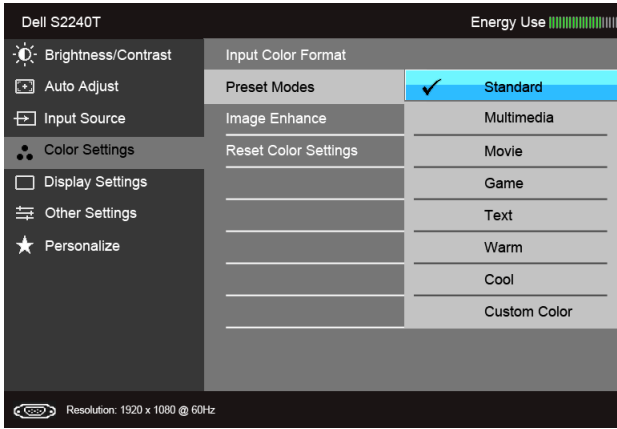 Dell S2240T
Energy Use
Brightness/Contrast
Auto Adjust
Input Source
Color Settings
Display Settings
Other Settings
Personalize
Input Color Format
Preset Modes
Image Enhance
Reset Color Settings
Standard
Multimedia
Movie
Game
Text
Warm
Cool
Custom Color
Resolution: 1920 x 1080 @ 60Hz